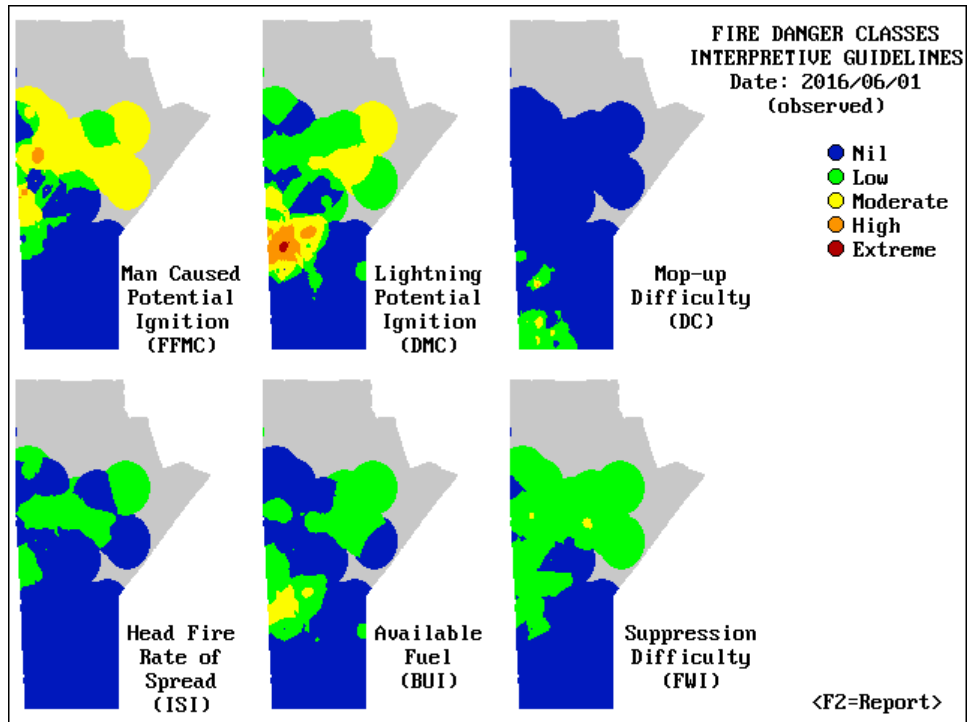 FIRE DANGER CLASSES
INTERPRETIVE GUIDELINES
Date: 2016/06/01
(observed)
Nil
Low
Moderate
High
Extreme
Man Caused
Potential
Ignition
(FFMC)
Lightning
Potential
Ignition
(DMC)
Mop-up
Difficulty
(DC)
Head Fire
Rate of
Spread
(ISI)
Available
Fuel
(BUI)
Suppression
Difficulty
(FWI)
<F2=Report>